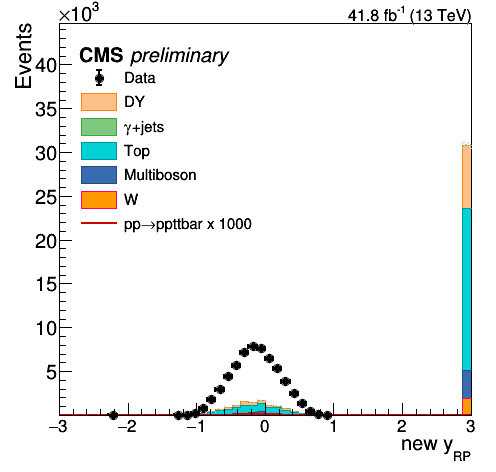 ×10³
41.8 fb⁻¹ (13 TeV)
Events
CMS preliminary
Data
DY
γ+jets
Top
Multiboson
W
pp→ppttbar x 1000
40
35
30
25
20
15
10
5
−3 −2 −1 0 1 2 3
new y_RP